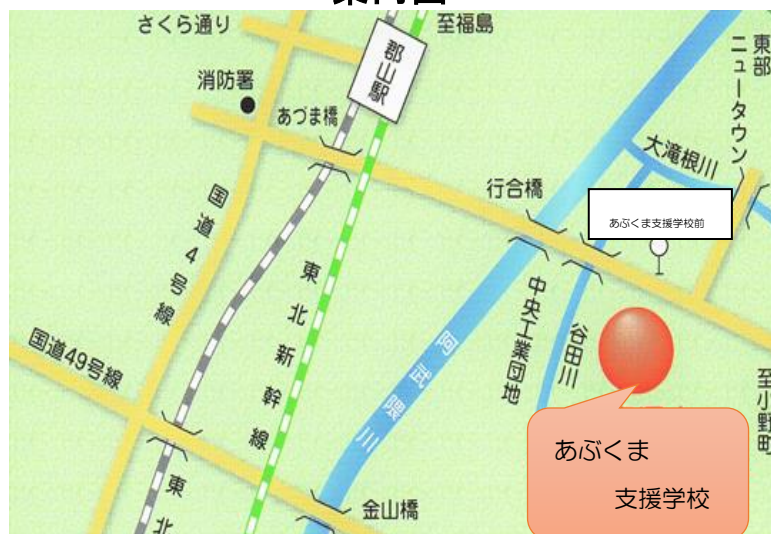 さくら通り
至福島
郡山駅
消防署
あづま橋
東部
ニュータウン
大滝根川
行合橋
あぶくま支援学校前
国道4号線
東北新幹線
中央工業団地
谷田川
阿武隈川
国道49号線
至小野町
あぶくま
支援学校
金山橋
東北